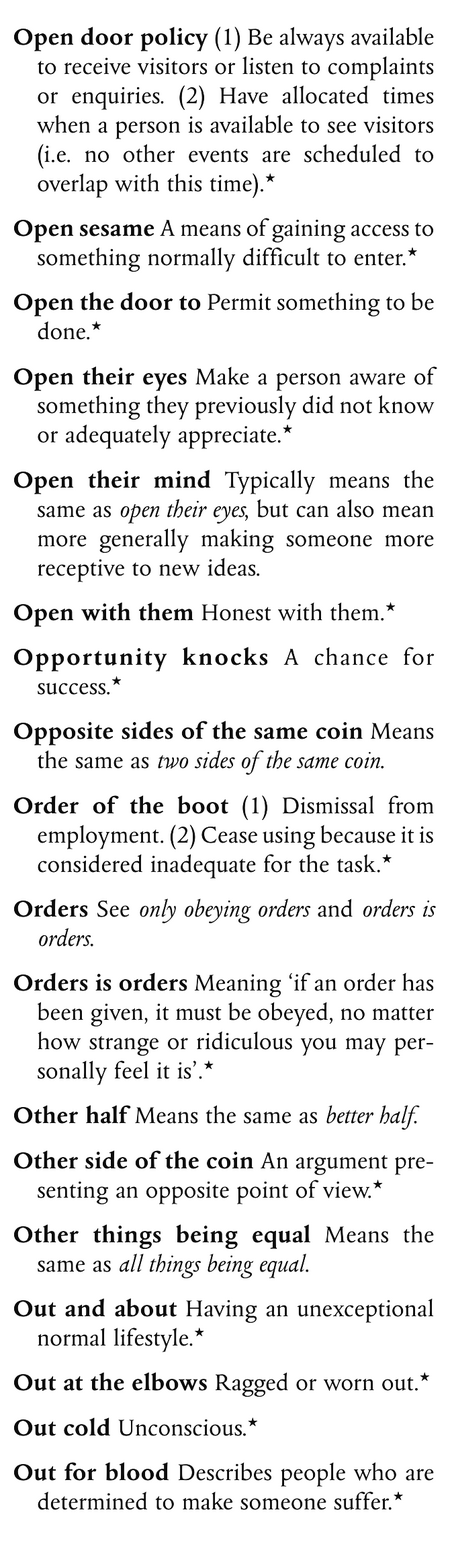 Open door policy (1) Be always available
to receive visitors or listen to complaints
or enquiries. (2) Have allocated times
when a person is available to see visitors
(i.e. no other events are scheduled to
overlap with this time).★
Open sesame A means of gaining access to
something normally difficult to enter.★
Open the door to Permit something to be
done.★
Open their eyes Make a person aware of
something they previously did not know
or adequately appreciate.★
Open their mind Typically means the
same as open their eyes, but can also mean
more generally making someone more
receptive to new ideas.
Open with them Honest with them.★
Opportunity knocks A chance for
success.★
Opposite sides of the same coin Means
the same as two sides of the same coin.
Order of the boot (1) Dismissal from
employment. (2) Cease using because it is
considered inadequate for the task.★
Orders See only obeying orders and orders is
orders.
Orders is orders Meaning ‘if an order has
been given, it must be obeyed, no matter
how strange or ridiculous you may per-
sonally feel it is’.★
Other half Means the same as better half.
Other side of the coin An argument pre-
senting an opposite point of view.★
Other things being equal Means the
same as all things being equal.
Out and about Having an unexceptional
normal lifestyle.★
Out at the elbows Ragged or worn out.★
Out cold Unconscious.★
Out for blood Describes people who are
determined to make someone suffer.★